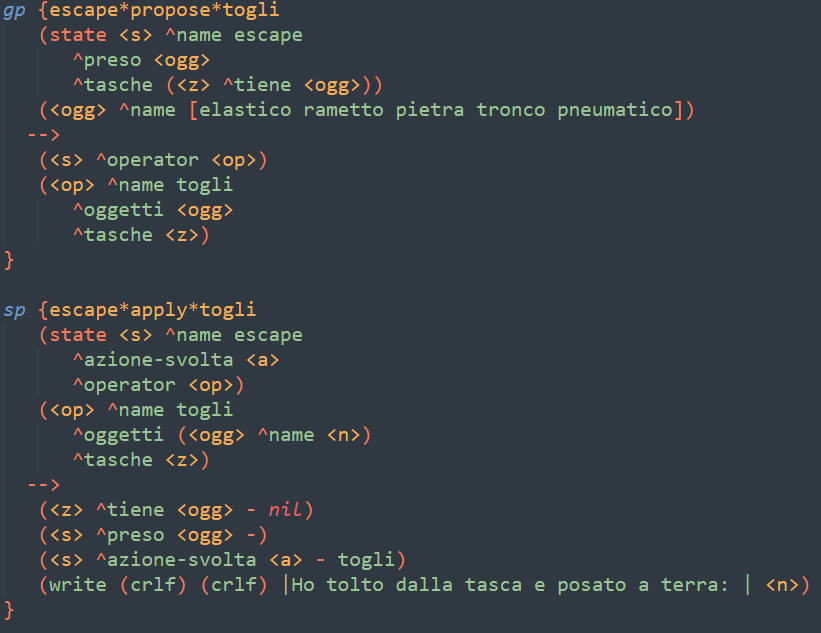 gp {escape*propose*togli
   (state <s> ^name escape
      ^preso <ogg>
      ^tasche (<z> ^tiene <ogg>))
   (<ogg> ^name [elastico rametto pietra tronco pneumatico])
  -->
   (<s> ^operator <op>)
   (<op> ^name togli
      ^oggetti <ogg>
      ^tasche <z>)
}

sp {escape*apply*togli
   (state <s> ^name escape
      ^azione-svolta <a>
      ^operator <op>)
   (<op> ^name togli
      ^oggetti (<ogg> ^name <n>)
      ^tasche <z>)
  -->
   (<z> ^tiene <ogg> - nil)
   (<s> ^preso <ogg> -)
   (<s> ^azione-svolta <a> - togli)
   (write (crlf) (crlf) |Ho tolto dalla tasca e posato a terra: | <n>)
}